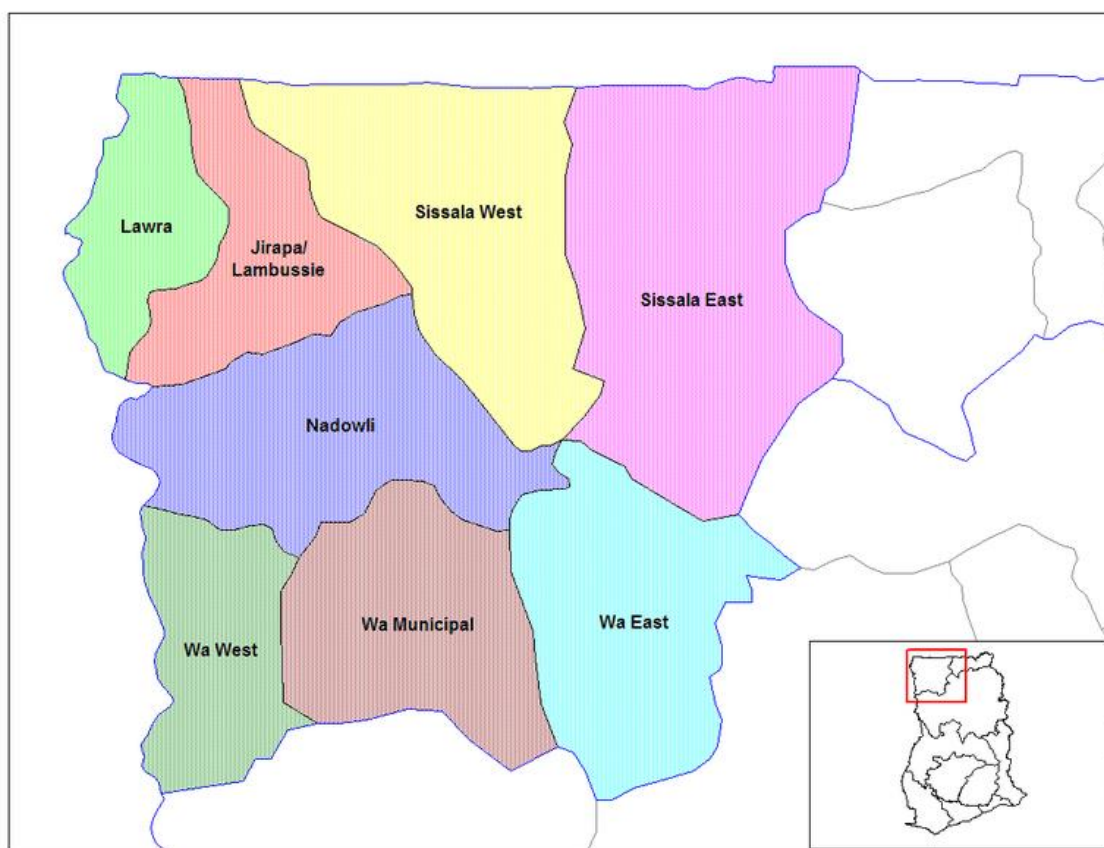 Lawra
Jirapa/
Lambussie
Sissala West
Sissala East
Nadowli
Wa West
Wa Municipal
Wa East